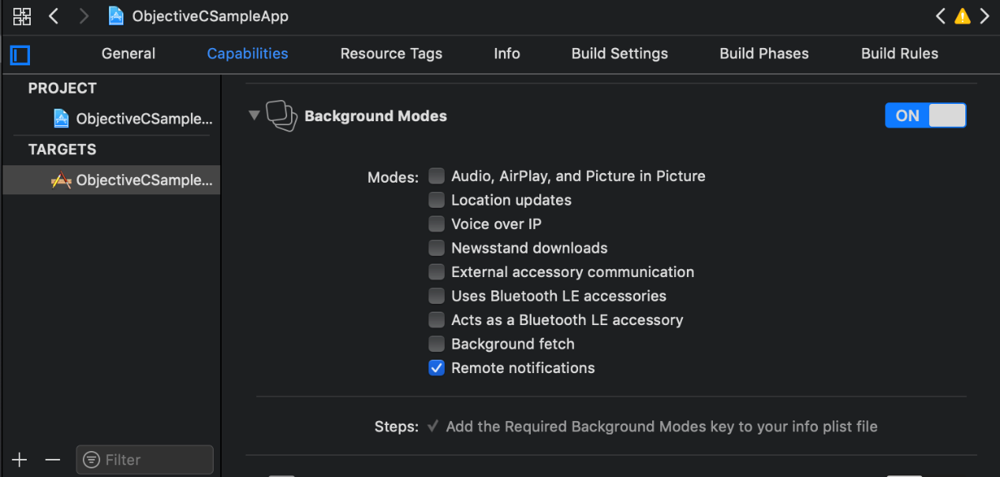 ObjectiveCSampleApp
General Capabilities Resource Tags Info Build Settings Build Phases Build Rules
PROJECT
ObjectiveCSample...
TARGETS
ObjectiveCSample...
Background Modes
ON
Modes:
Audio, AirPlay, and Picture in Picture
Location updates
Voice over IP
Newsstand downloads
External accessory communication
Uses Bluetooth LE accessories
Acts as a Bluetooth LE accessory
Background fetch
Remote notifications
Steps: Add the Required Background Modes key to your info plist file
Filter